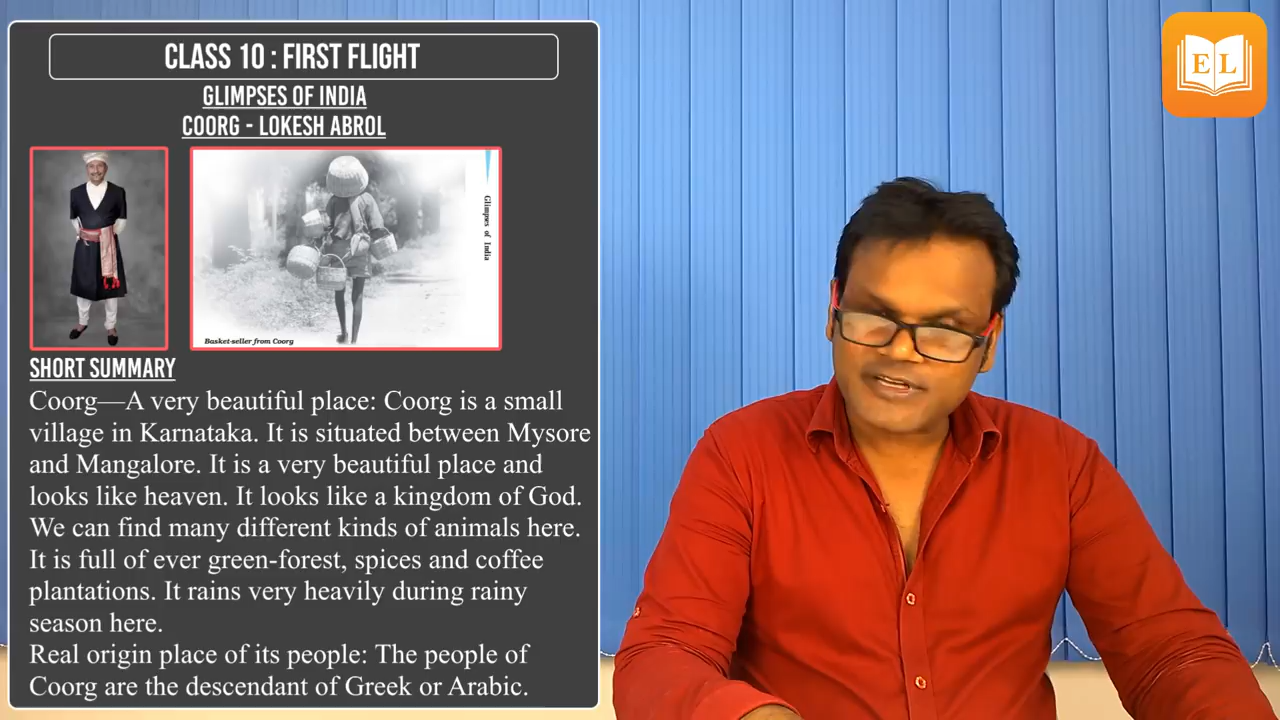 CLASS 10 : FIRST FLIGHT
GLIMPSES OF INDIA
COORG - LOKESH ABROL
Glimpses of India
Basket-seller from Coorg
SHORT SUMMARY
Coorg—A very beautiful place: Coorg is a small
village in Karnataka. It is situated between Mysore
and Mangalore. It is a very beautiful place and
looks like heaven. It looks like a kingdom of God.
We can find many different kinds of animals here.
It is full of ever green-forest, spices and coffee
plantations. It rains very heavily during rainy
season here.
Real origin place of its people: The people of
Coorg are the descendant of Greek or Arabic.
EL